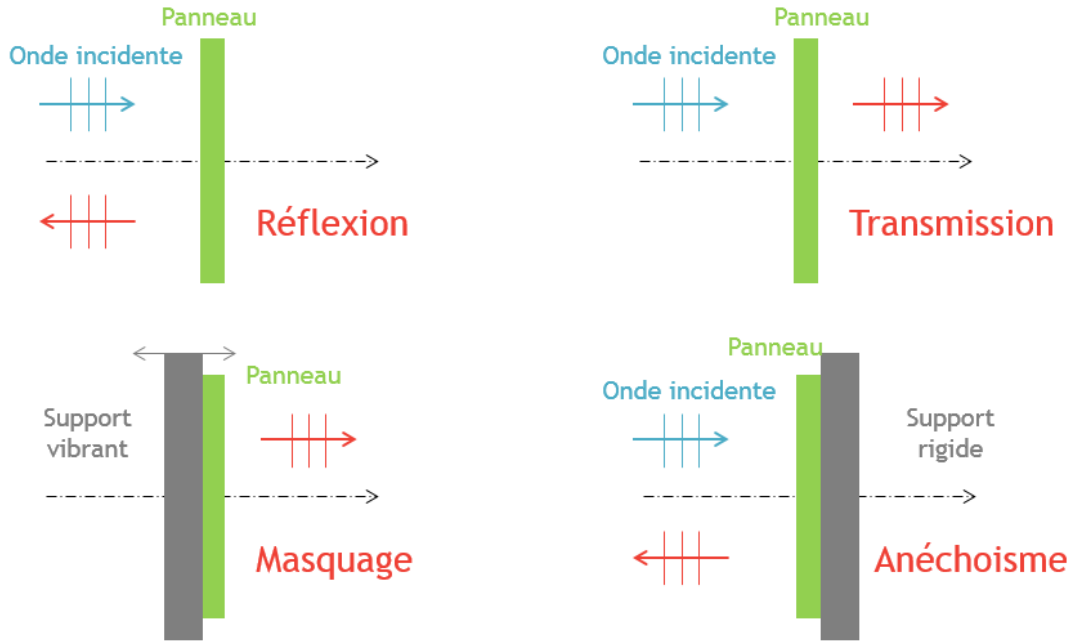 Panneau
Onde incidente
Réflexion
Panneau
Onde incidente
Transmission
Panneau
Support
vibrant
Masquage
Panneau
Onde incidente
Support
rigide
Anéchoisme